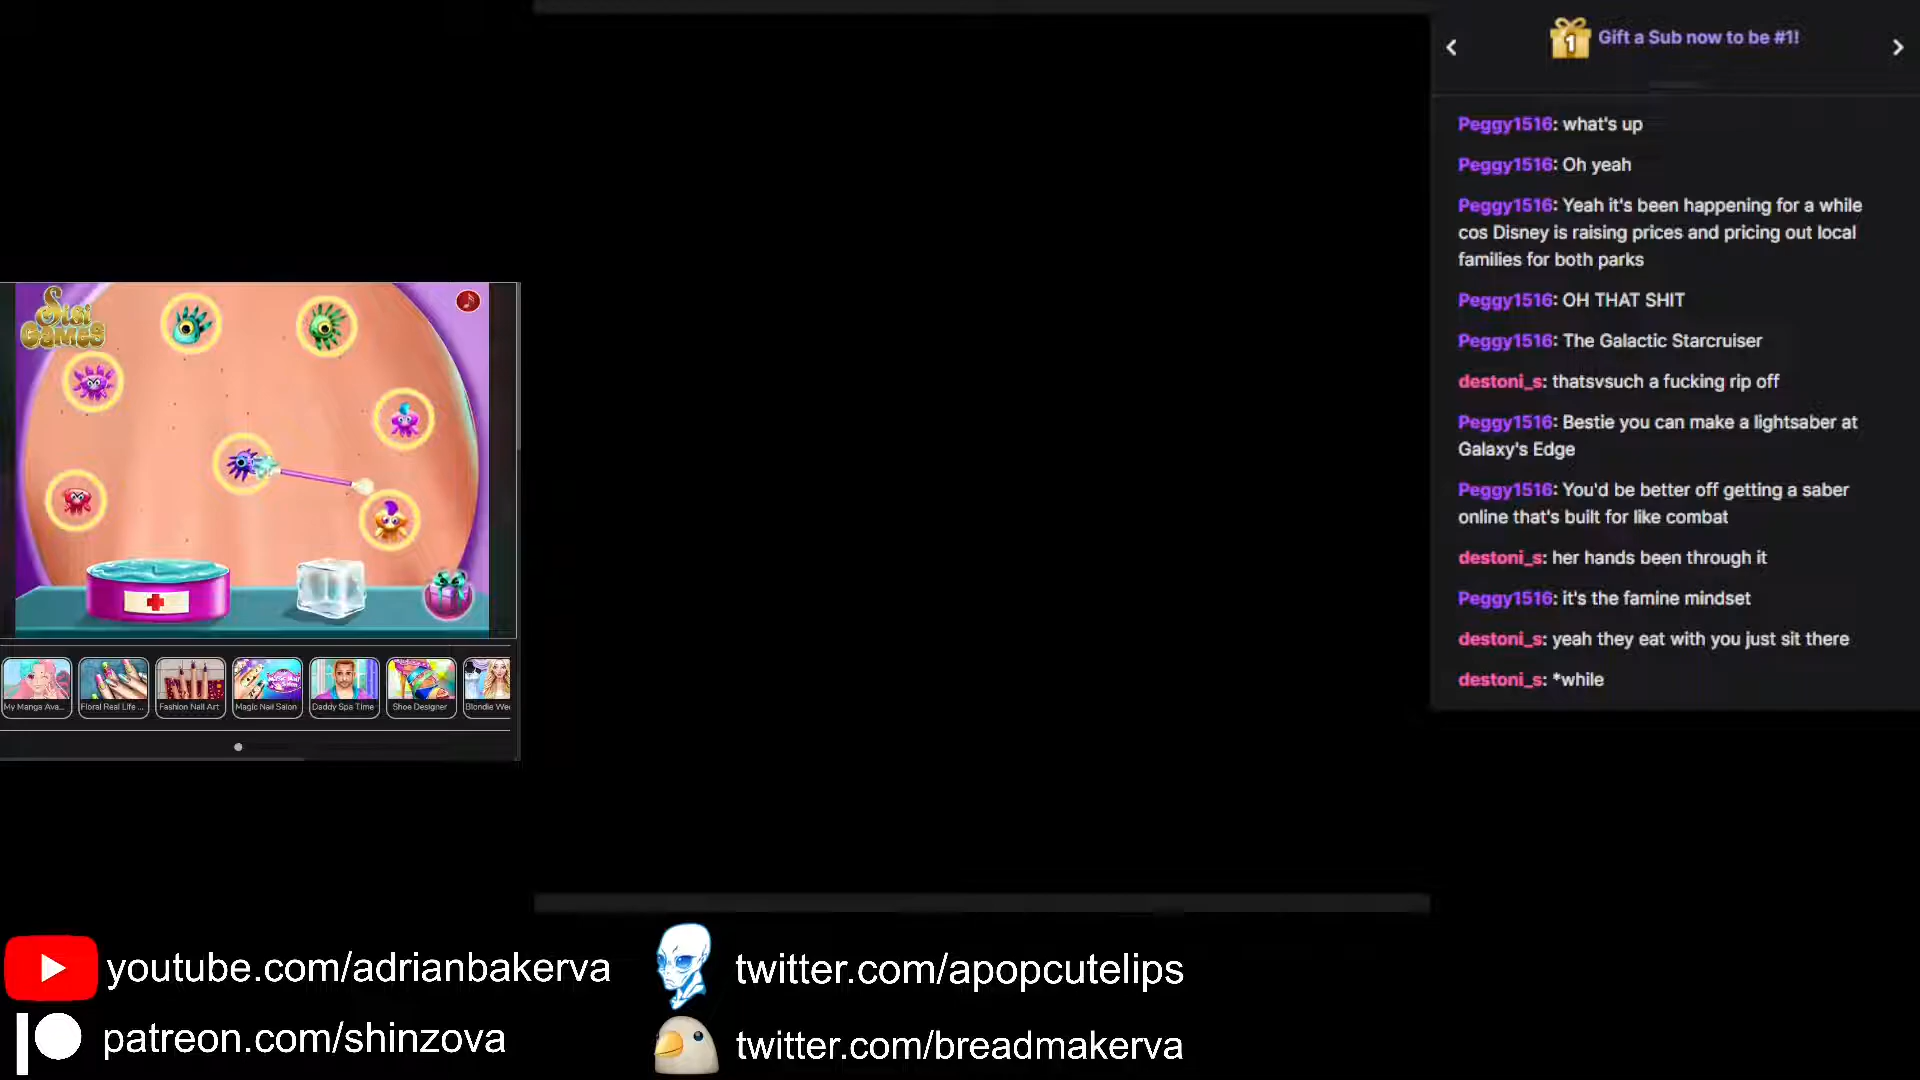 Gift a Sub now to be #1!
1
Peggy1516: what's up
Peggy1516: Oh yeah
Peggy1516: Yeah it's been happening for a while
cos Disney is raising prices and pricing out local
families for both parks
Peggy1516: OH THAT SHIT
Peggy1516: The Galactic Starcruiser
destoni_s: thatsvsuch a fucking rip off
Peggy1516: Bestie you can make a lightsaber at
Galaxy's Edge
Peggy1516: You'd be better off getting a saber
online that's built for like combat
destoni_s: her hands been through it
Peggy1516: it's the famine mindset
destoni_s: yeah they eat with you just sit there
destoni_s: *while
SiSi
GAMES
My Manga Ava...
Floral Real Life ...
Fashion Nail Art
Magic Nail Salon
Daddy Spa Time
Shoe Designer
Blondie We
youtube.com/adrianbakerva
twitter.com/apopcutelips
patreon.com/shinzova
twitter.com/breadmakerva